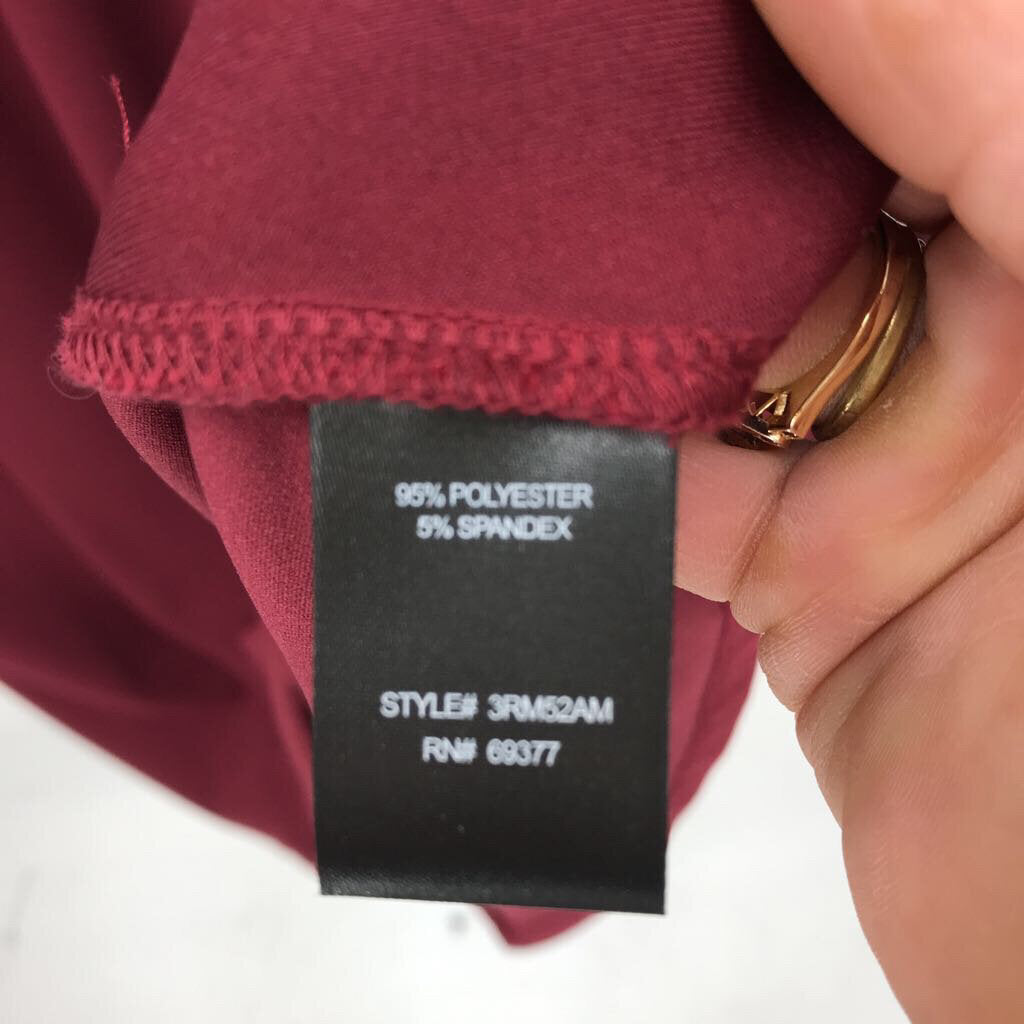 95% POLYESTER
5% SPANDEX
STYLE# 3RM52AM
RN# 69377